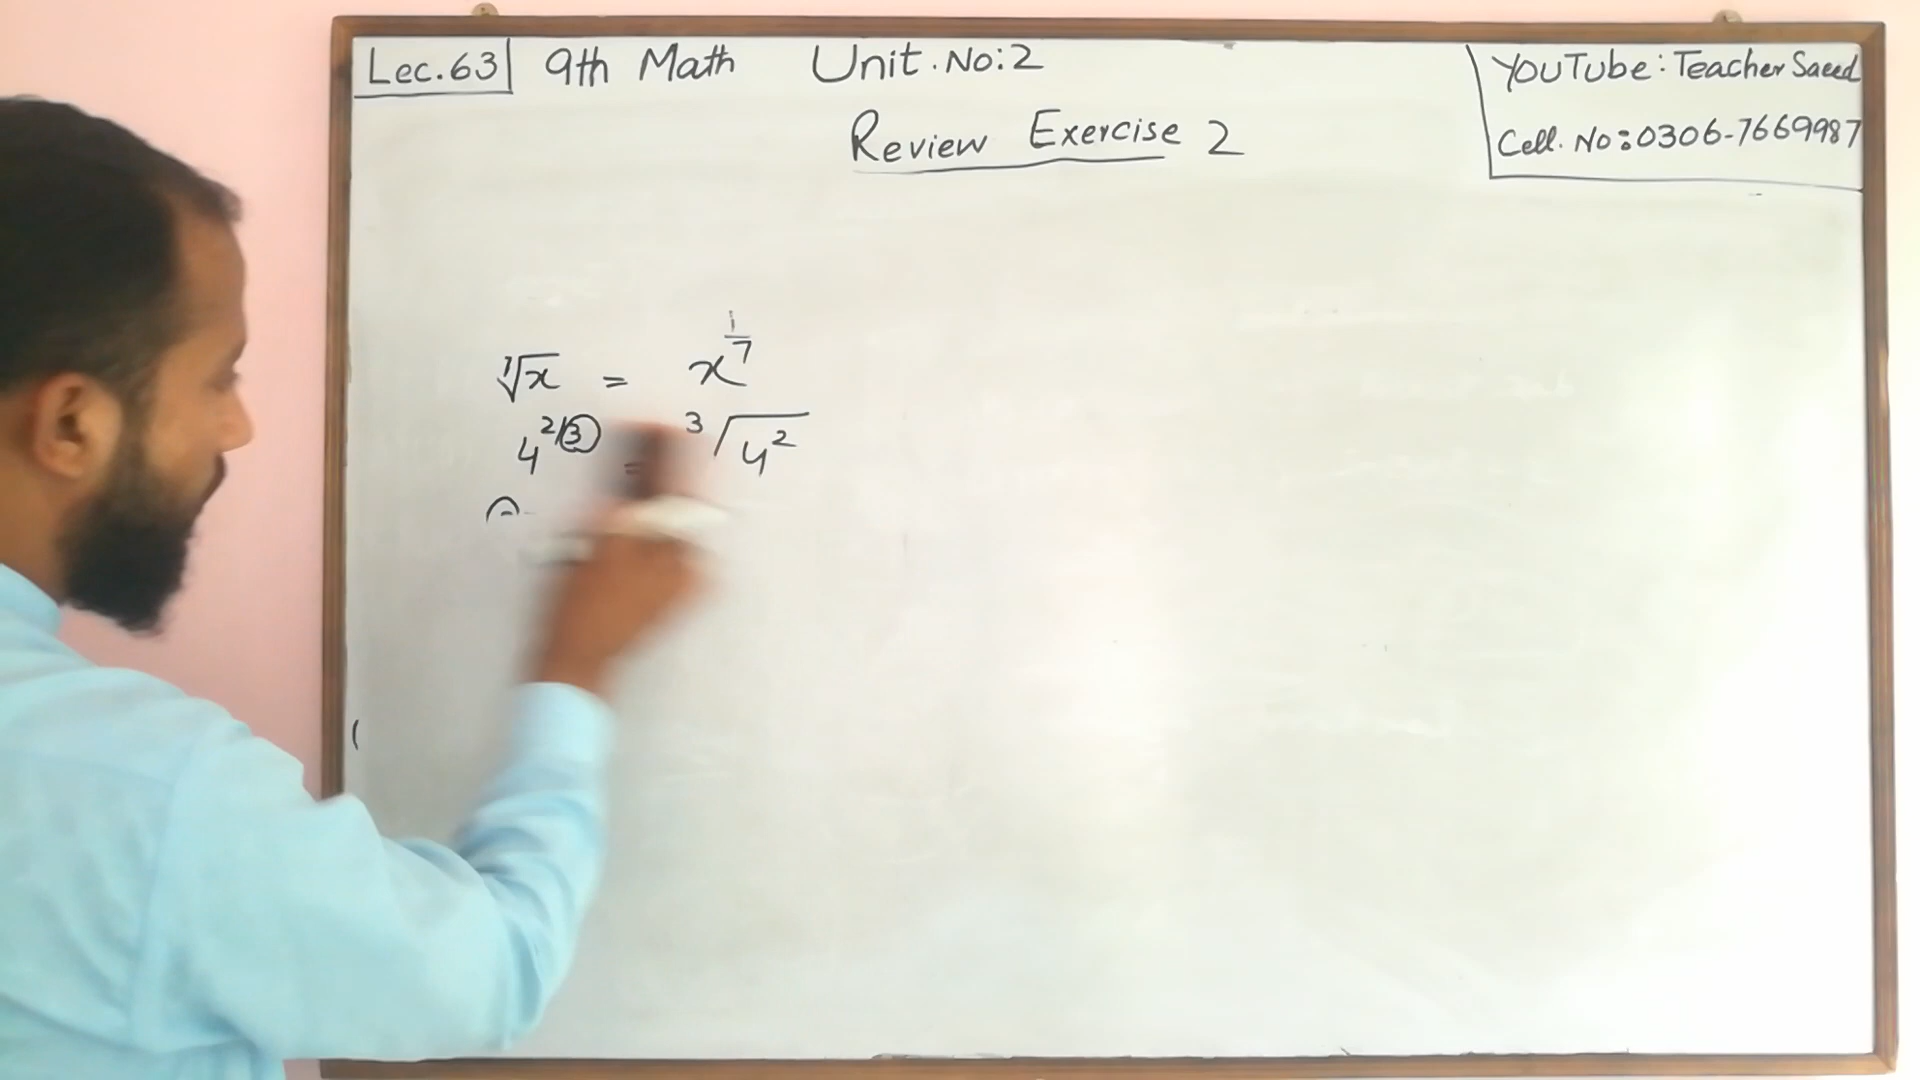 Lec.63 9th Math Unit.No:2
Review Exercise 2
YouTube: Teacher Saeed
Cell. No: 0306-7669987
⁷√x = x^(1/7)
4^(2/3) = ³√4²